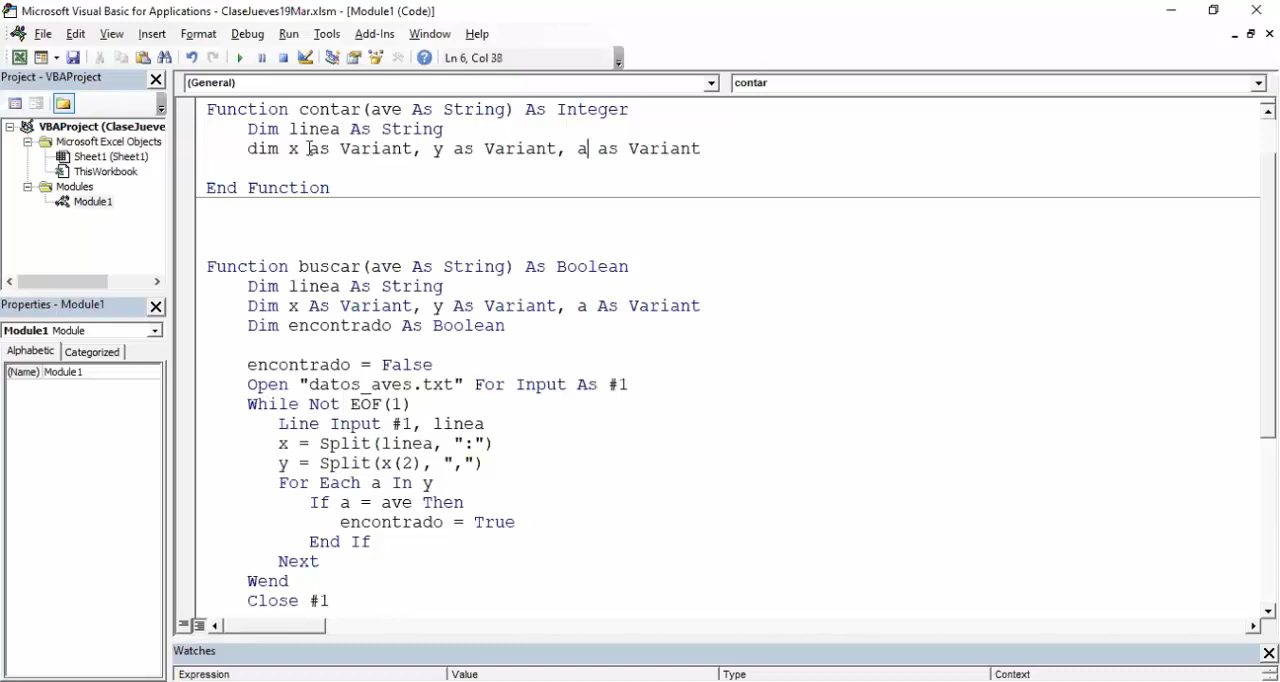 Microsoft Visual Basic for Applications - ClaseJueves19Mar.xlsm - [Module1 (Code)]
File Edit View Insert Format Debug Run Tools Add-Ins Window Help
Ln 6, Col 38
Project - VBAProject
VBAProject (ClaseJueve
Microsoft Excel Objects
Sheet1 (Sheet1)
ThisWorkbook
Modules
Module1
Properties - Module1
Module1 Module
Alphabetic Categorized
(Name) Module1
(General) contar
Function contar(ave As String) As Integer
Dim linea As String
dim x as Variant, y as Variant, a as Variant
End Function
Function buscar(ave As String) As Boolean
Dim linea As String
Dim x As Variant, y As Variant, a As Variant
Dim encontrado As Boolean
encontrado = False
Open "datos_aves.txt" For Input As #1
While Not EOF(1)
Line Input #1, linea
x = Split(linea, ":")
y = Split(x(2), ",")
For Each a In y
If a = ave Then
encontrado = True
End If
Next
Wend
Close #1
Watches
Expression Value Type Context